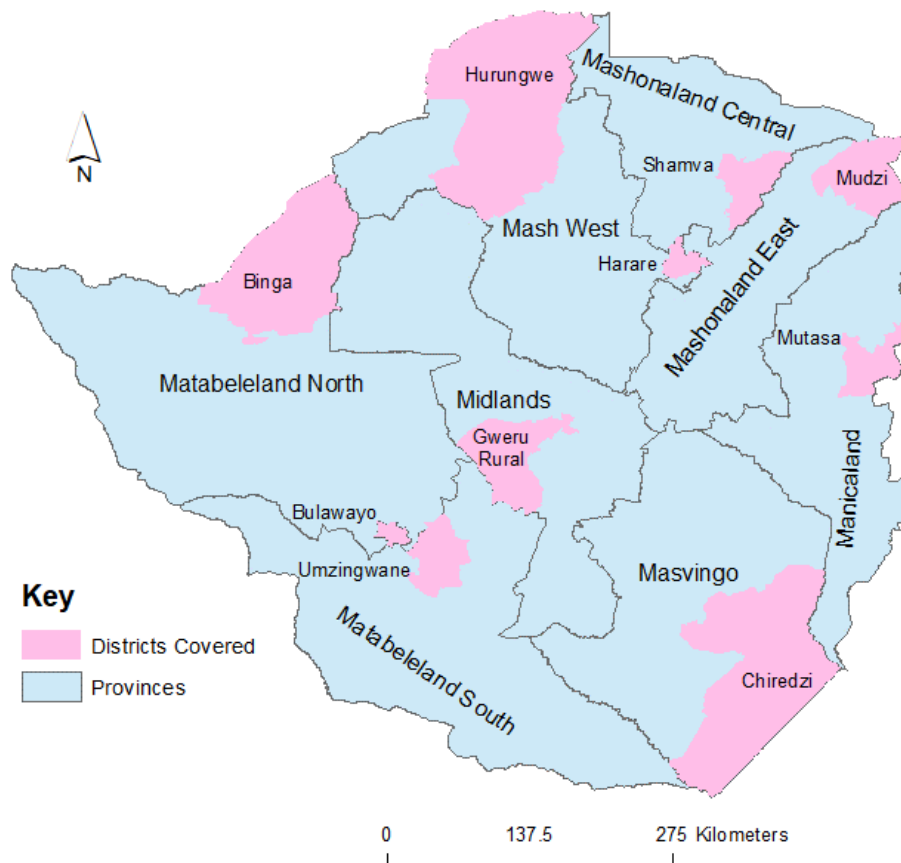 Hurungwe
Mashonaland Central
N
Shamva
Mudzi
Mash West
Harare
Binga
Mashonaland East
Mutasa
Matabeleland North
Midlands
Gweru
Rural
Manicaland
Bulawayo
Umzingwane
Masvingo
Key
Districts Covered
Matabeleland South
Provinces
Chiredzi
0 137.5 275 Kilometers